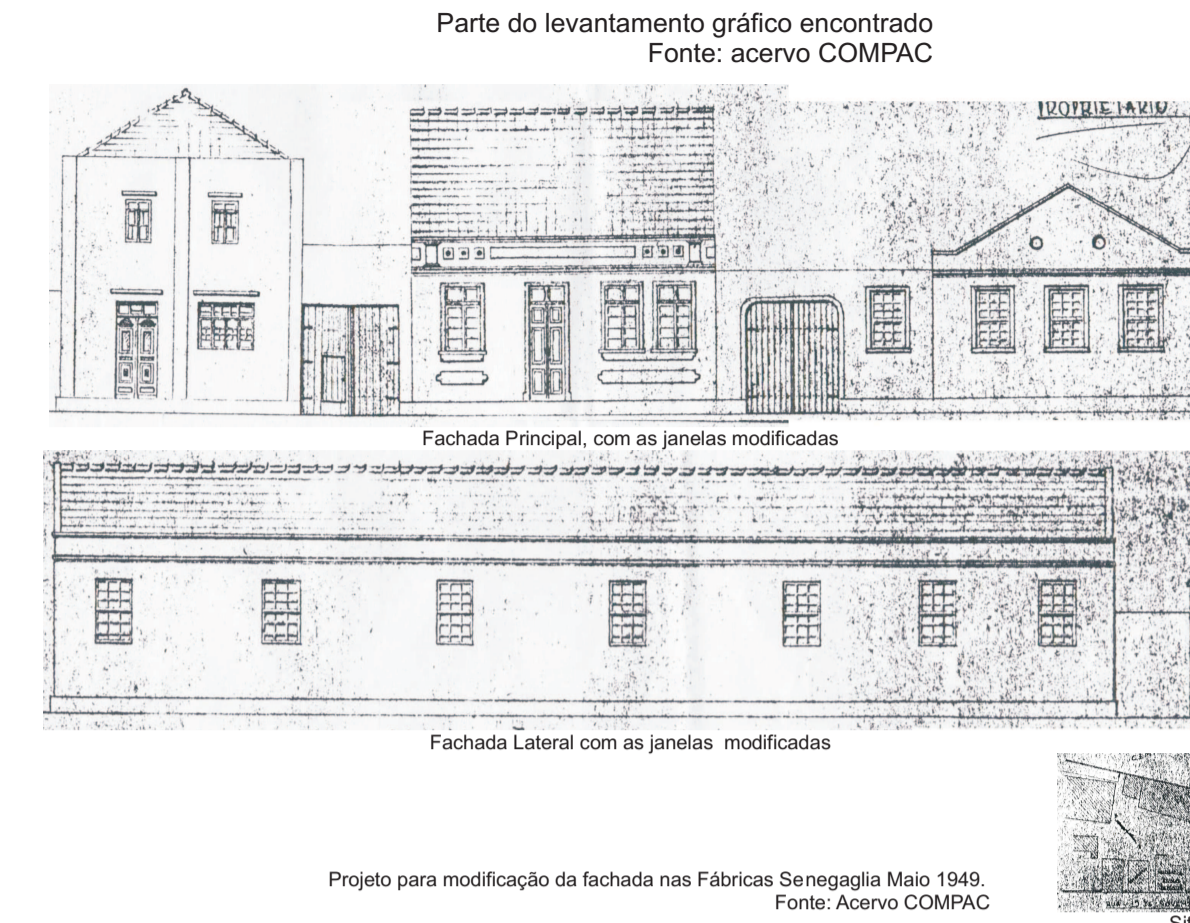 Parte do levantamento gráfico encontrado
Fonte: acervo COMPAC
PROPRIETARIO
Fachada Principal, com as janelas modificadas
Fachada Lateral com as janelas modificadas
Projeto para modificação da fachada nas Fábricas Senegaglia Maio 1949.
Fonte: Acervo COMPAC